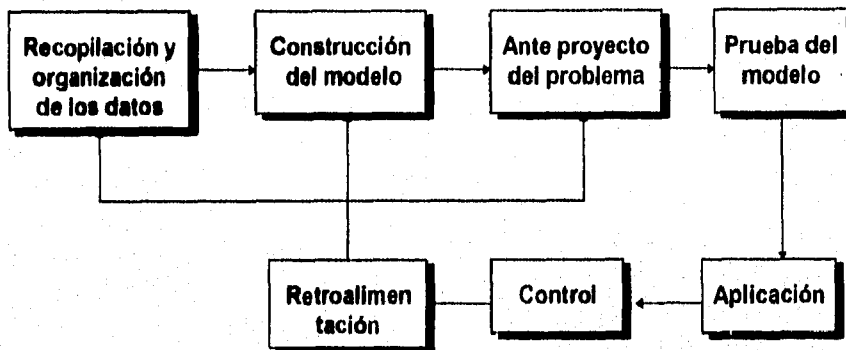 Recopilación y
organización
de los datos
Construcción
del modelo
Ante proyecto
del problema
Prueba del
modelo
Retroalimen
tación
Control
Aplicación